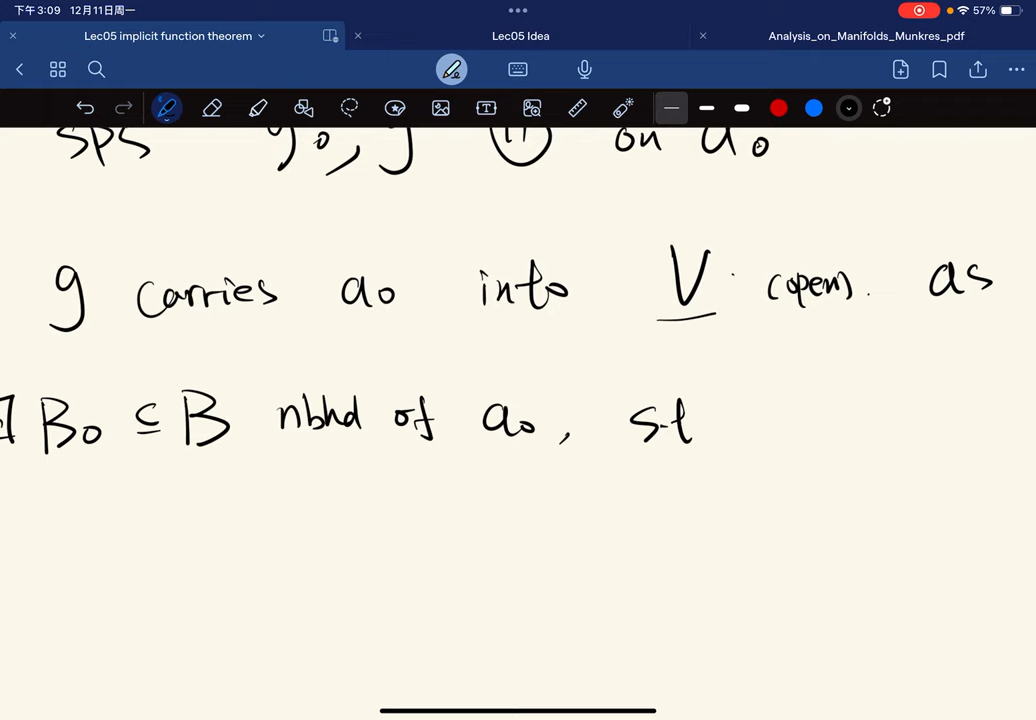 下午3:09 12月11日周一
57%
Lec05 implicit function theorem
Lec05 Idea
Analysis_on_Manifolds_Munkres_pdf
sps g₀, g on a₀
g carries a₀ into V (open). as
∃ B₀ ⊆ B nbhd of a₀, s.t